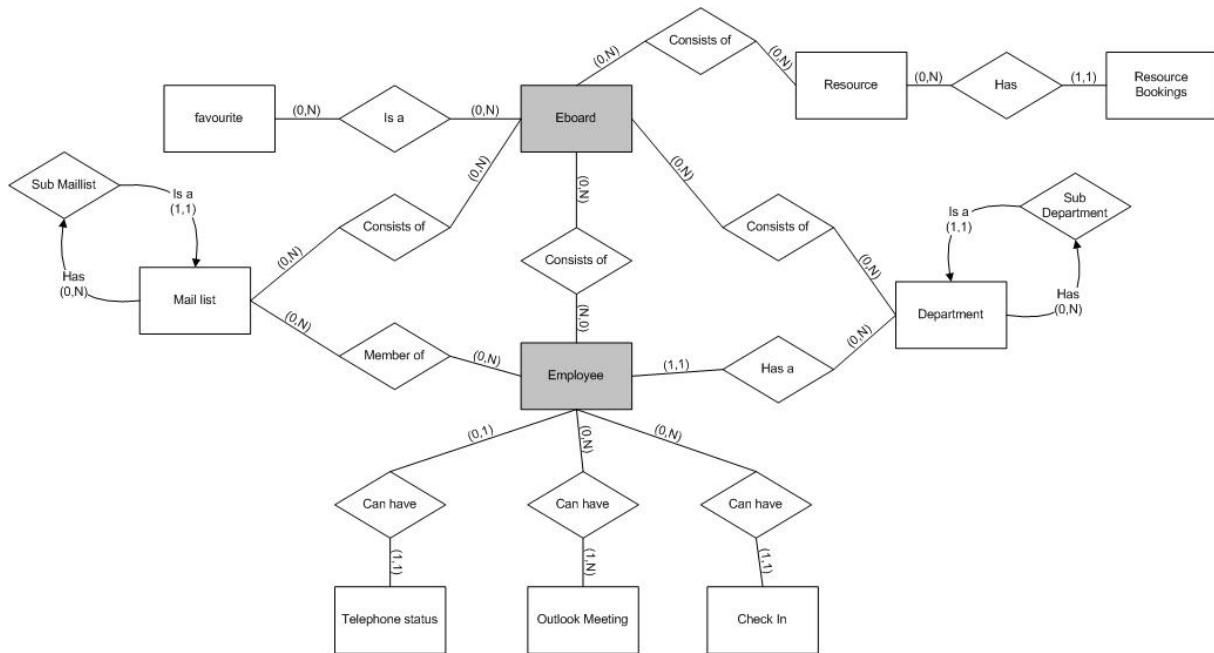 Consists of
(0,N)
(0,N)
Resource
(0,N)
Has
(1,1)
Resource
Bookings
favourite
(0,N)
Is a
(0,N)
Eboard
Sub Maillist
Is a
(1,1)
Has
(0,N)
Mail list
(0,N)
Consists of
(0,N)
(0,N)
Consists of
(N,0)
(0,N)
Consists of
(0,N)
Sub
Department
Is a
(1,1)
Has
(0,N)
Department
(0,N)
Member of
(0,N)
Employee
(1,1)
Has a
(0,N)
(0,1)
(0,N)
(0,N)
Can have
Can have
Can have
(1,1)
(1,N)
(1,1)
Telephone status
Outlook Meeting
Check In